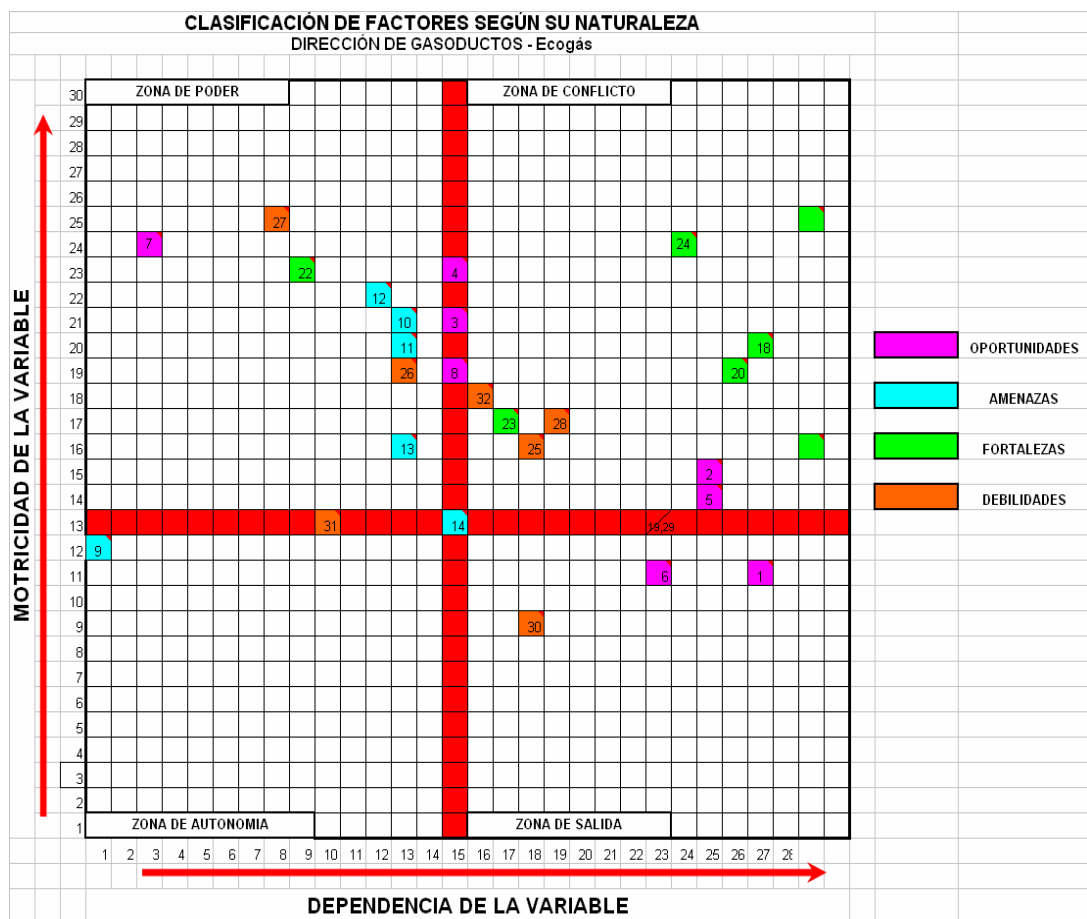 CLASIFICACIÓN DE FACTORES SEGÚN SU NATURALEZA
DIRECCIÓN DE GASODUCTOS - Ecogás
30 ZONA DE PODER ZONA DE CONFLICTO
29
28
27
26
25 27
24 7 24
23 22 4
22 12
21 10 3
20 11 18
19 26 8 20
18 32
17 23 28
16 13 25
15 2
14 5
13 31 14 19,29
12 9
11 6 1
10
9 30
8
7
6
5
4
3
2
1 ZONA DE AUTONOMIA ZONA DE SALIDA
1 2 3 4 5 6 7 8 9 10 11 12 13 14 15 16 17 18 19 20 21 22 23 24 25 26 27
DEPENDENCIA DE LA VARIABLE
MOTRICIDAD DE LA VARIABLE
OPORTUNIDADES
AMENAZAS
FORTALEZAS
DEBILIDADES